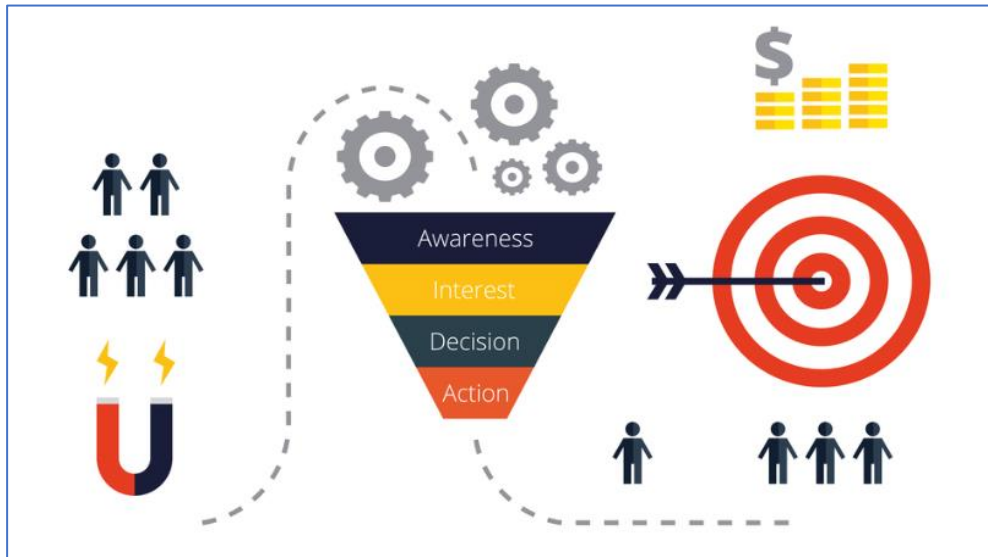 $
Awareness
Interest
Decision
Action